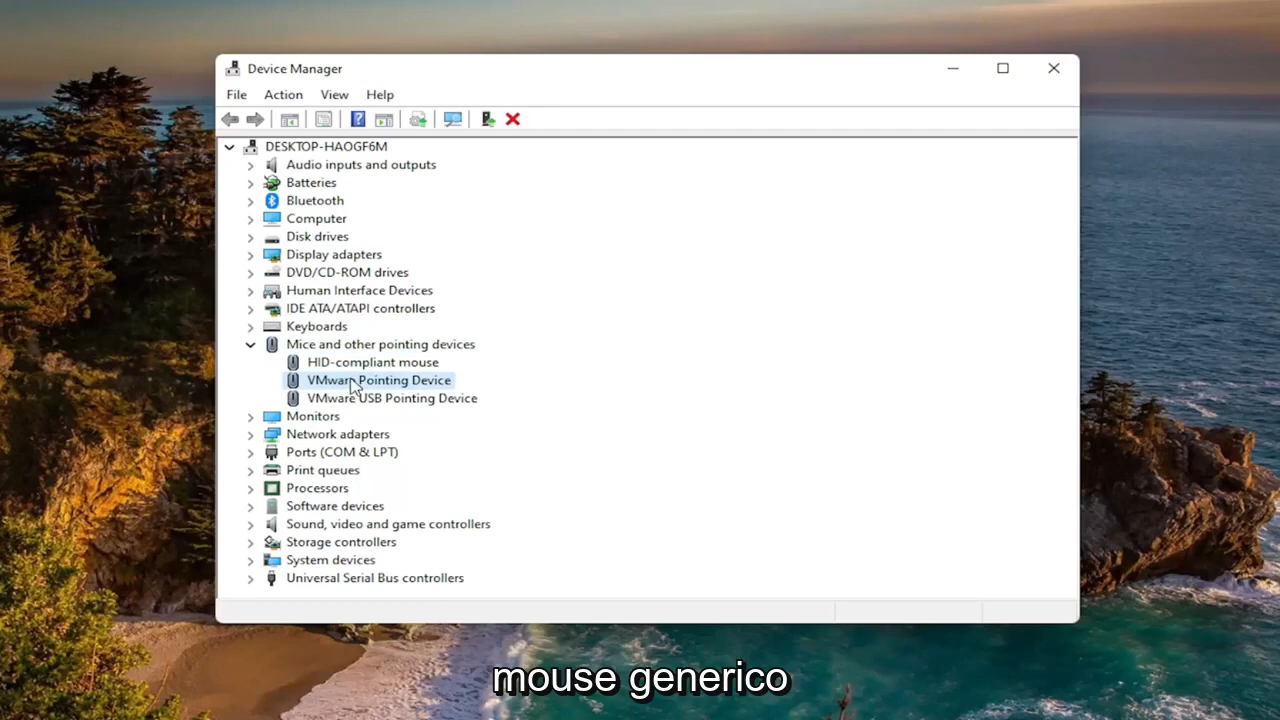 Device Manager
File Action View Help
DESKTOP-HAOGF6M
Audio inputs and outputs
Batteries
Bluetooth
Computer
Disk drives
Display adapters
DVD/CD-ROM drives
Human Interface Devices
IDE ATA/ATAPI controllers
Keyboards
Mice and other pointing devices
HID-compliant mouse
VMware Pointing Device
VMware USB Pointing Device
Monitors
Network adapters
Ports (COM & LPT)
Print queues
Processors
Software devices
Sound, video and game controllers
Storage controllers
System devices
Universal Serial Bus controllers
mouse generico